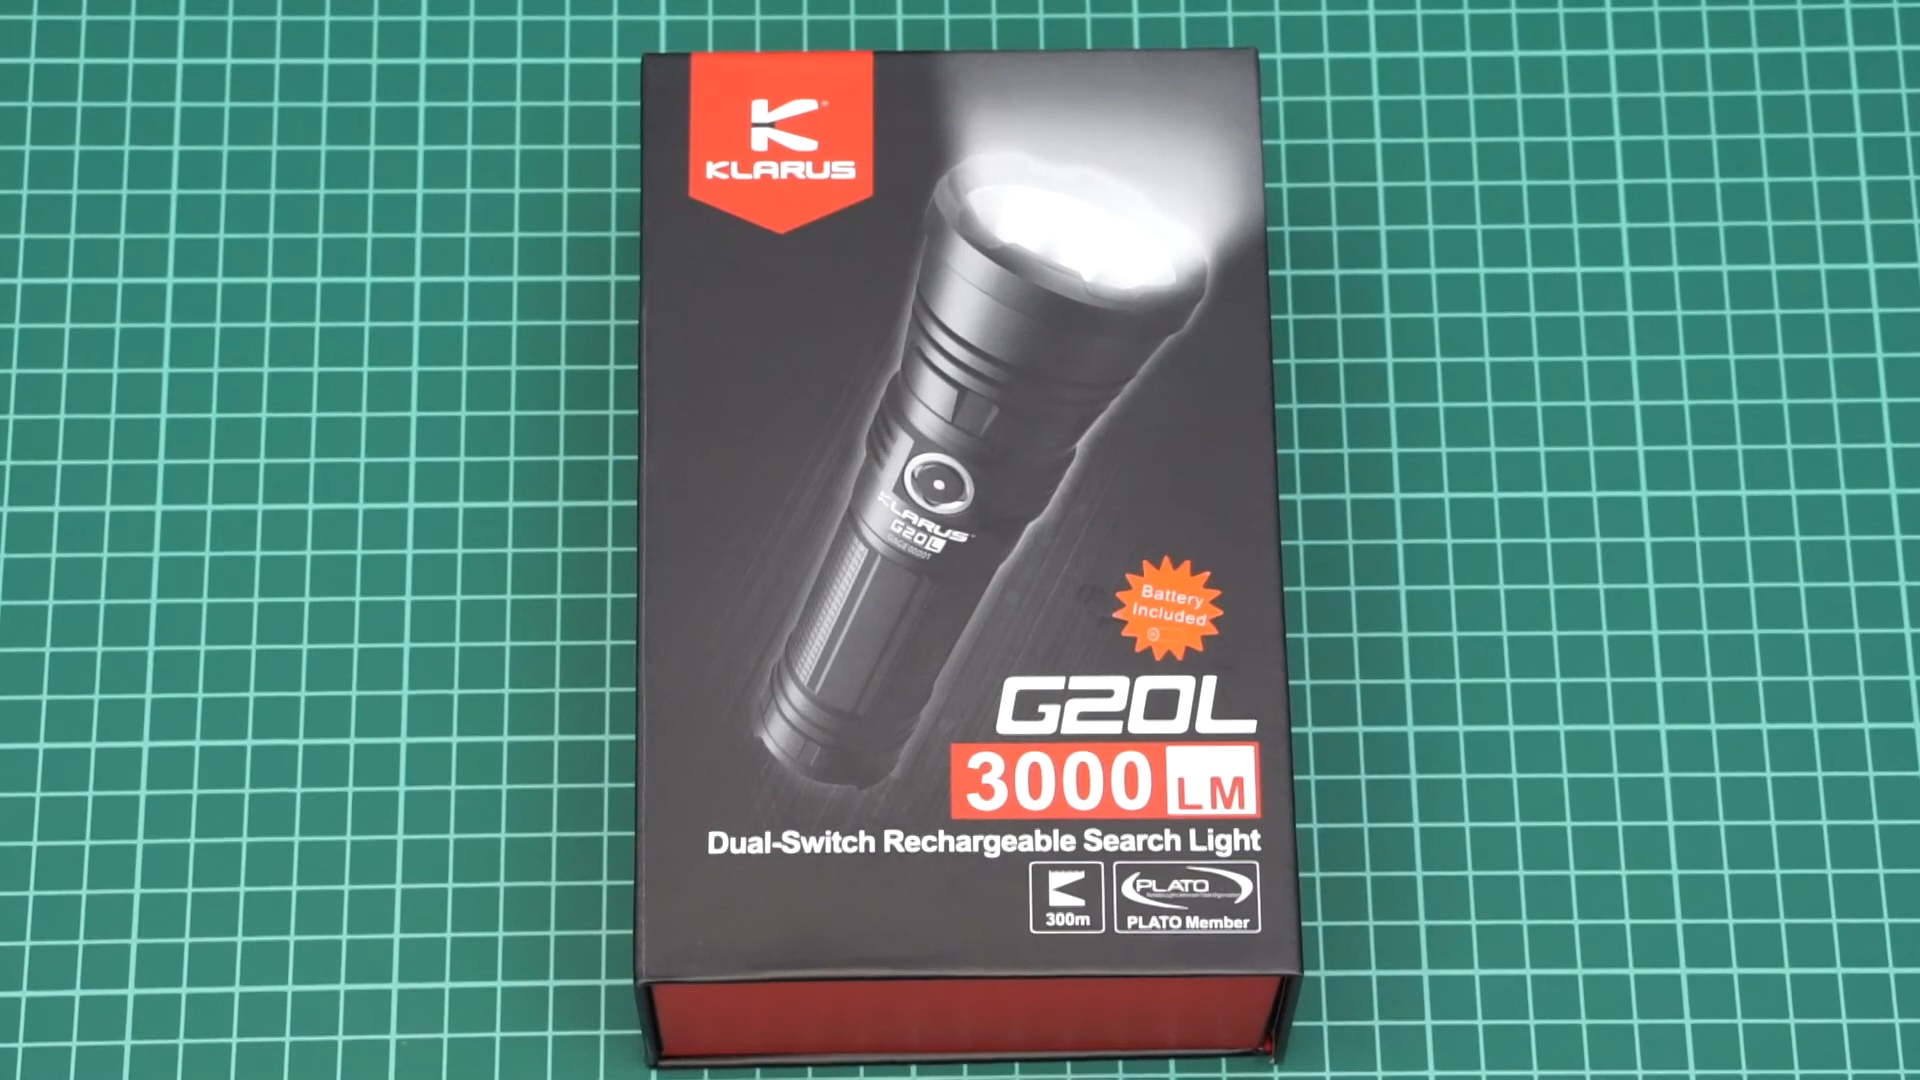 KLARUS
KLARUS
G20L
Battery
Included
G20L
3000 LM
Dual-Switch Rechargeable Search Light
300m
PLATO
PLATO Member